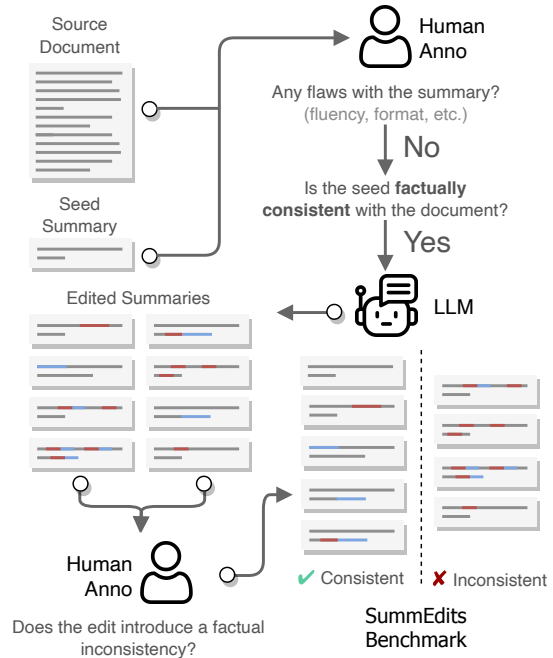 Source
Document
Human
Anno
Any flaws with the summary?
(fluency, format, etc.)
No
Is the seed factually
consistent with the document?
Yes
Seed
Summary
LLM
Edited Summaries
Human
Anno
Does the edit introduce a factual
inconsistency?
✔ Consistent
✘ Inconsistent
SummEdits
Benchmark